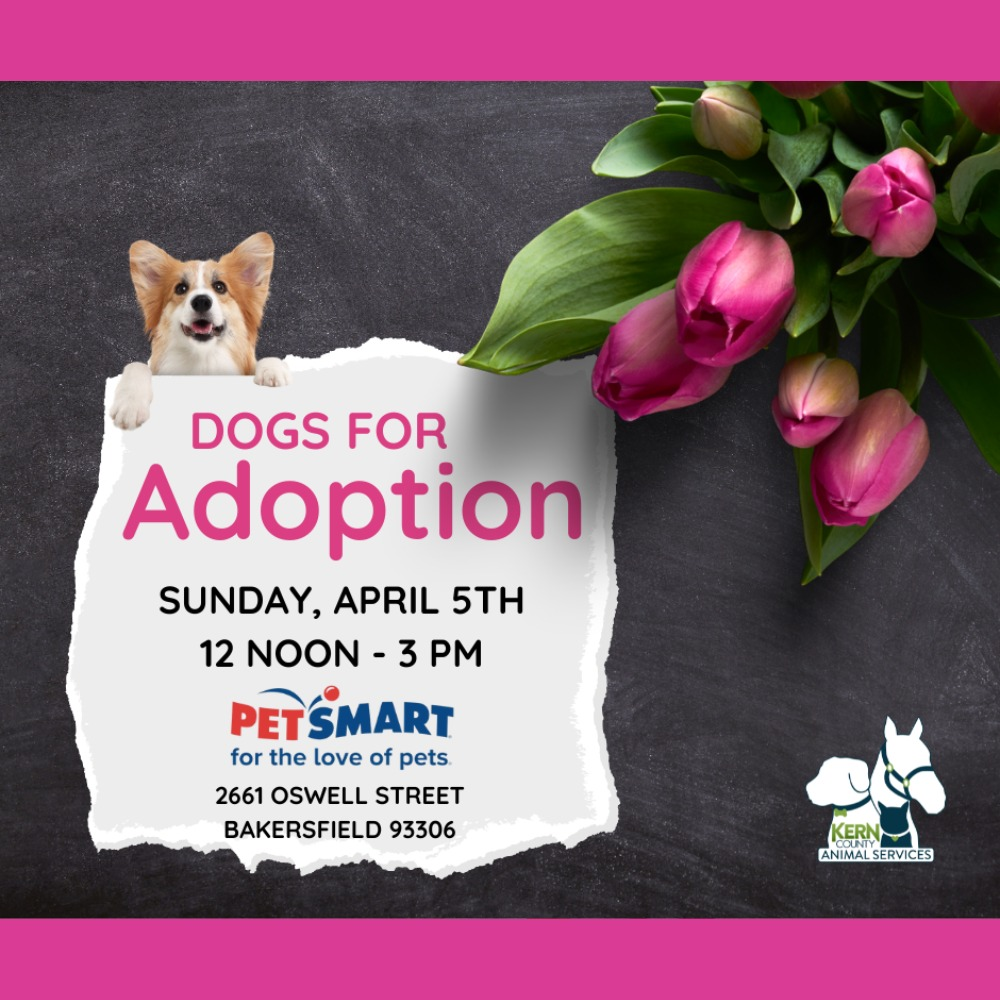 DOGS FOR
Adoption
SUNDAY, APRIL 5TH
12 NOON - 3 PM
PETSMART
for the love of pets.
2661 OSWELL STREET
BAKERSFIELD 93306
KERN
COUNTY
ANIMAL SERVICES